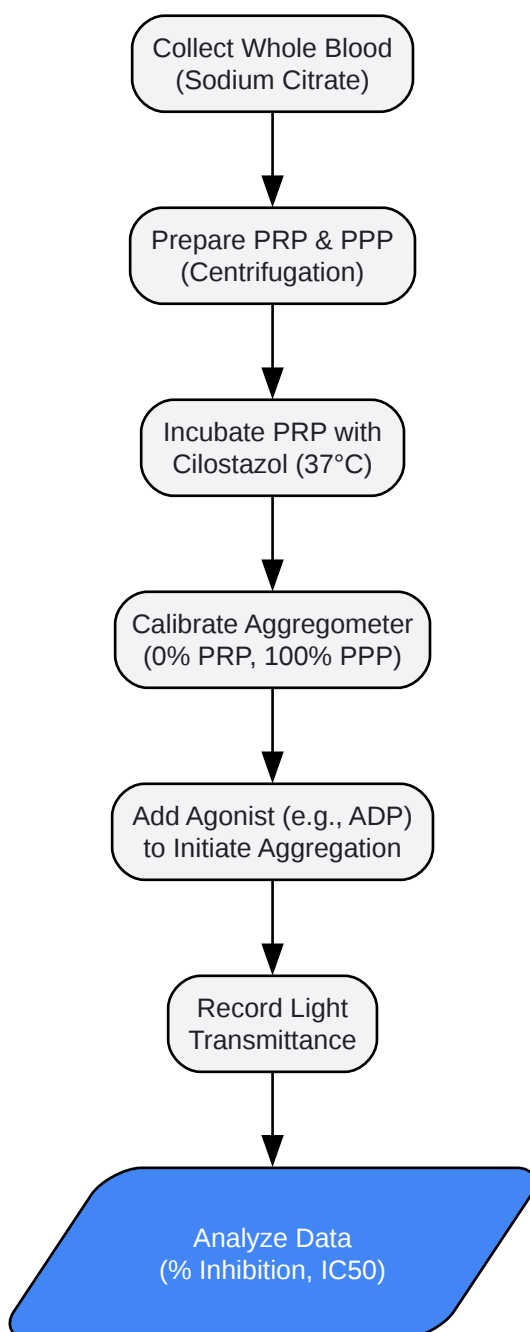 Collect Whole Blood
(Sodium Citrate)
Prepare PRP & PPP
(Centrifugation)
Incubate PRP with
Cilostazol (37°C)
Calibrate Aggregometer
(0% PRP, 100% PPP)
Add Agonist (e.g., ADP)
to Initiate Aggregation
Record Light
Transmittance
Analyze Data
(% Inhibition, IC50)